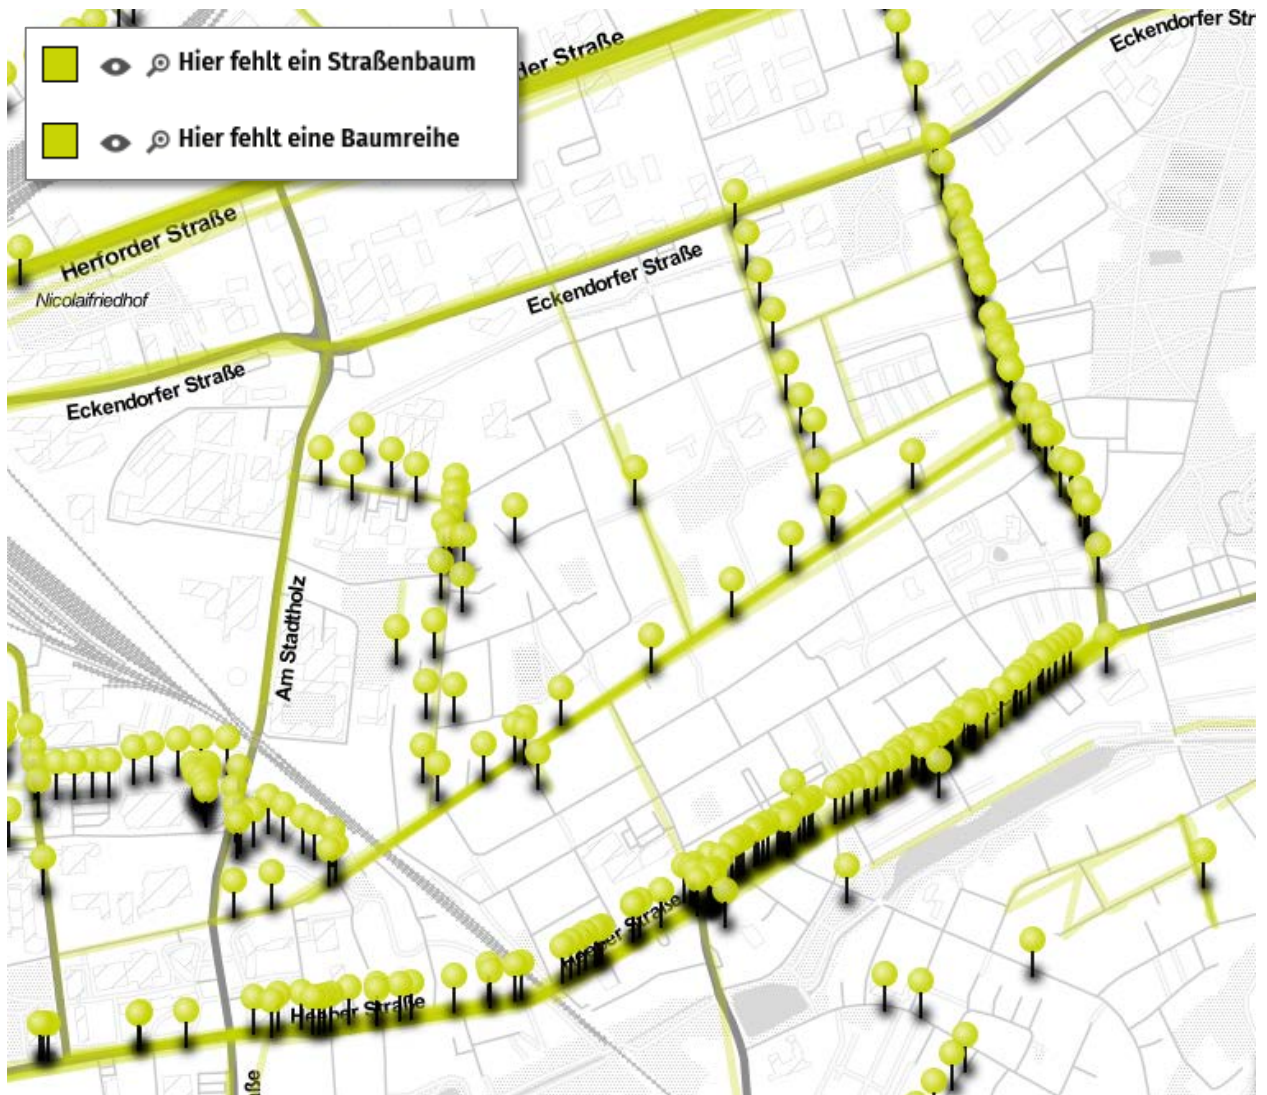 Hier fehlt ein Straßenbaum
Hier fehlt eine Baumreihe
der Straße
Eckendorfer Str
Herforder Straße
Nicolaifriedhof
Eckendorfer Straße
Eckendorfer Straße
Am Stadtholz
Heeper Straße
Heeper Straße
aße